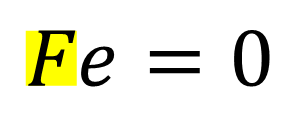 Fe = 0